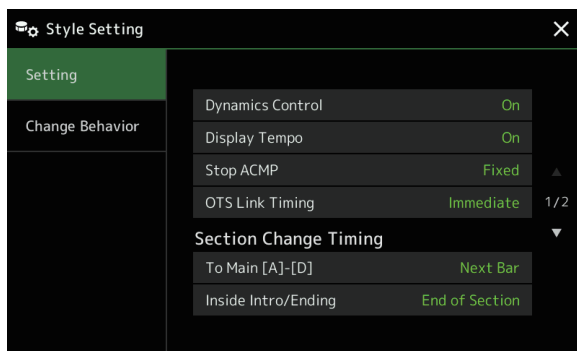 Style Setting
Setting
Change Behavior
Dynamics Control On
Display Tempo On
Stop ACMP Fixed
OTS Link Timing Immediate
1/2
Section Change Timing
To Main [A]-[D] Next Bar
Inside Intro/Ending End of Section